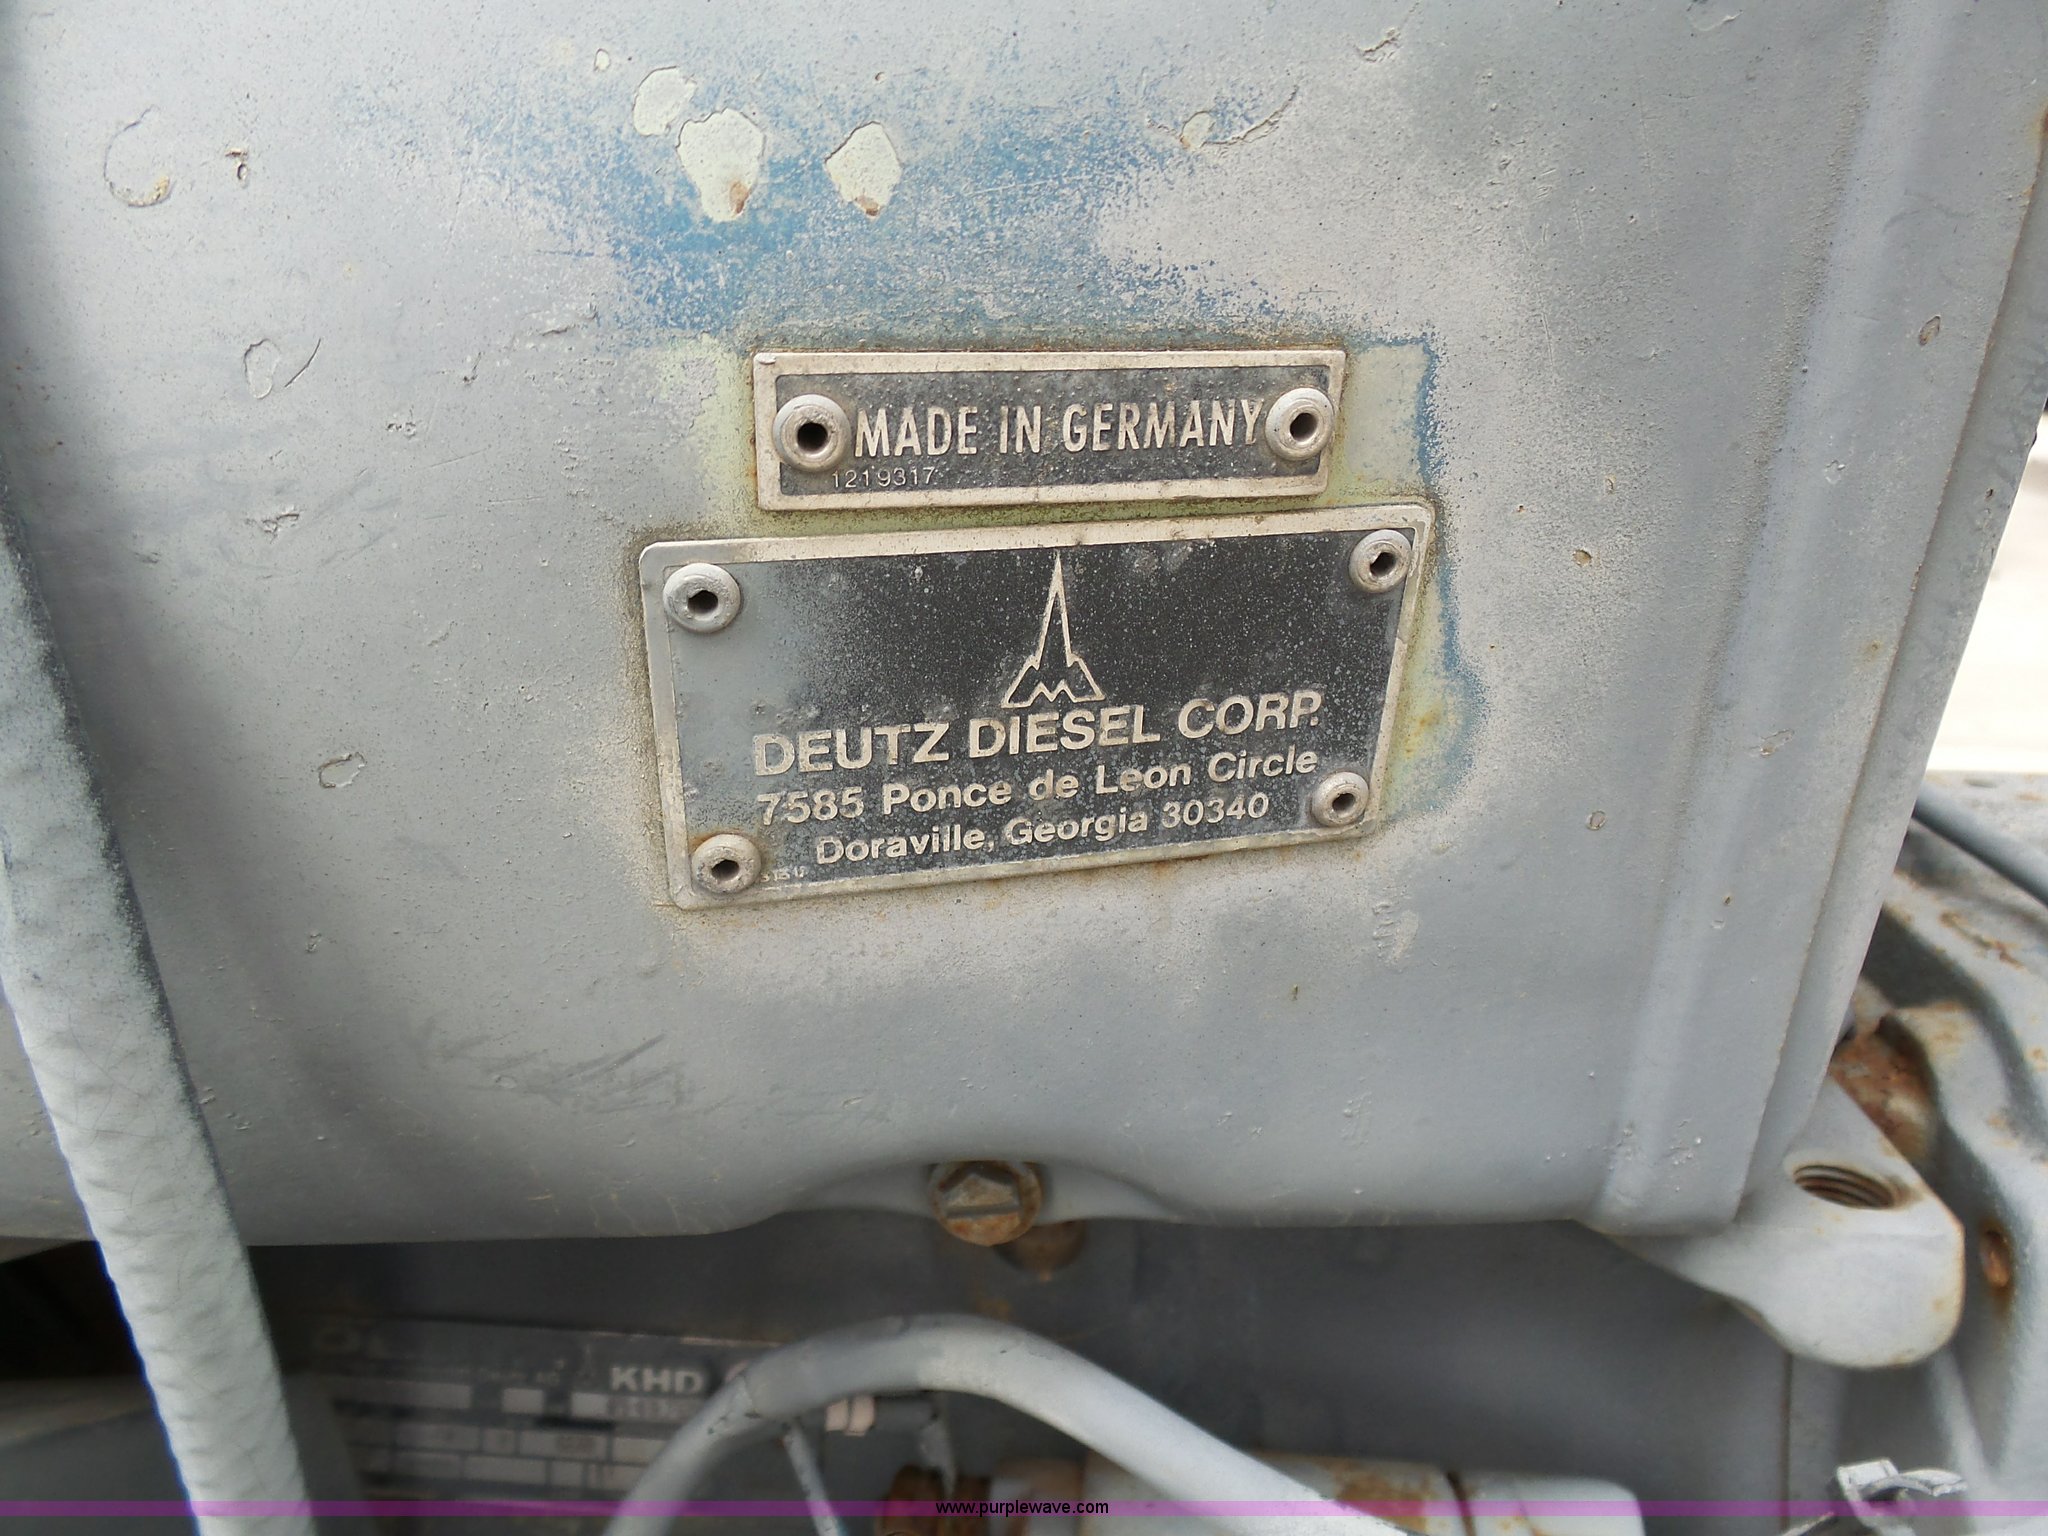 MADE IN GERMANY
1219317
DEUTZ DIESEL CORP.
7585 Ponce de Leon Circle
Doraville, Georgia 30340
KHD
www.purplewave.com